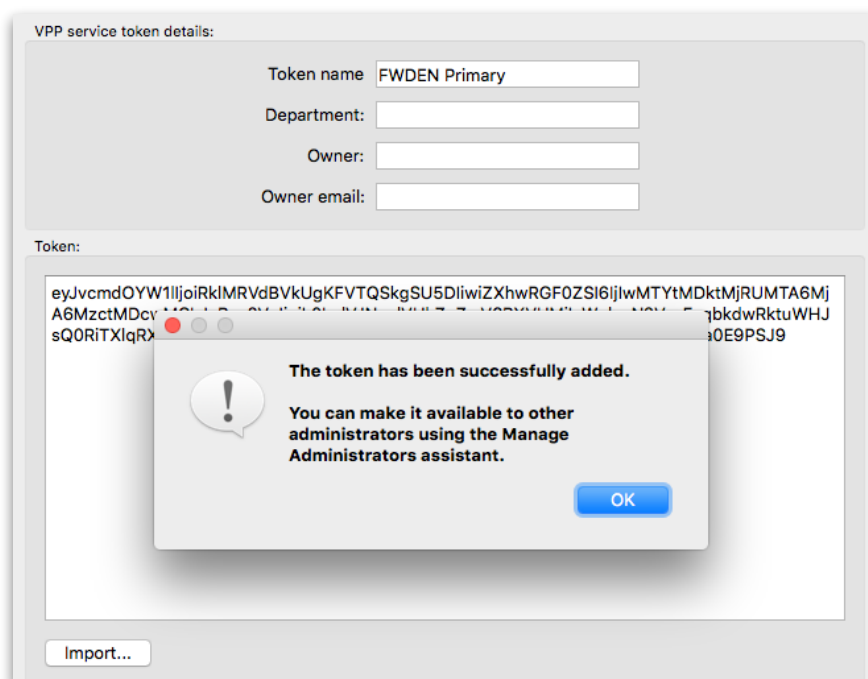 VPP service token details:
Token name
FWDEN Primary
Department:
Owner:
Owner email:
Token:
The token has been successfully added.
You can make it available to other
administrators using the Manage
Administrators assistant.
OK
Import...